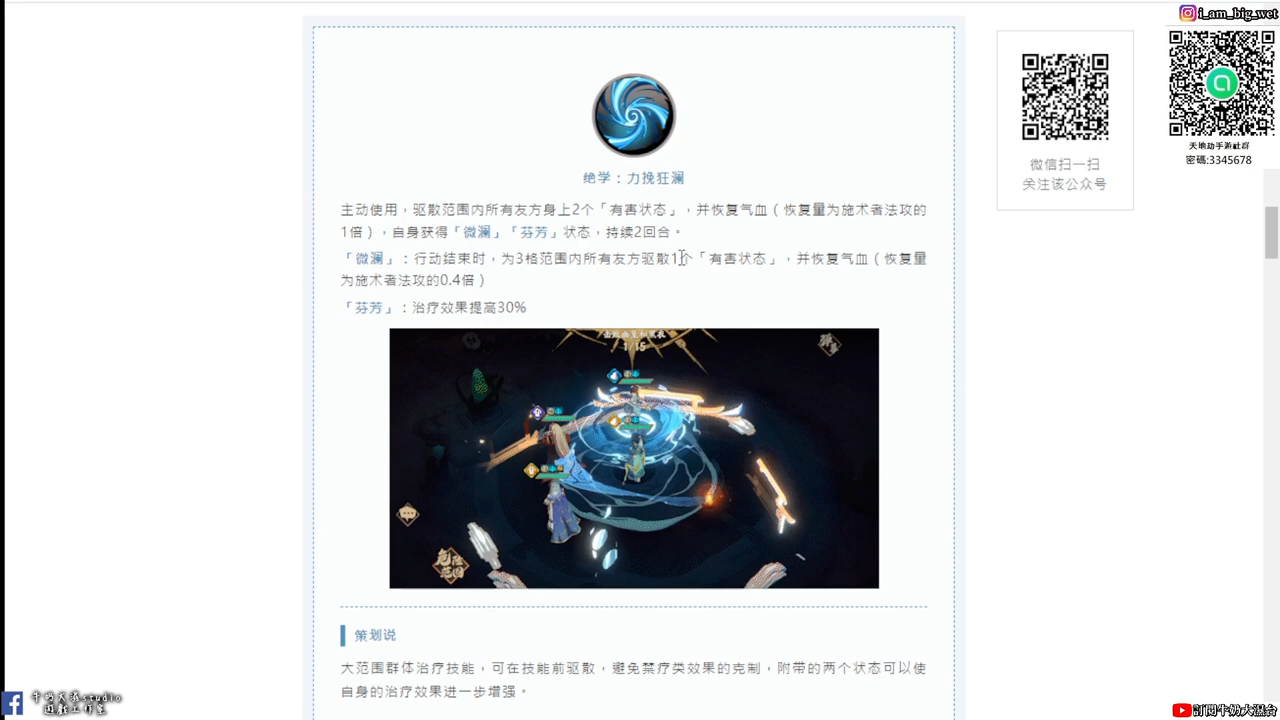 i_am_big_wet
天地劫手游社群
密碼:3345678
微信扫一扫
关注该公众号
绝学：力挽狂澜
主动使用，驱散范围内所有友方身上2个「有害状态」，并恢复气血（恢复量为施术者法攻的
1倍），自身获得「微澜」「芬芳」状态，持续2回合。
「微澜」：行动结束时，为3格范围内所有友方驱散1个「有害状态」，并恢复气血（恢复量
为施术者法攻的0.4倍）
「芬芳」：治疗效果提高30%
1/15
策划说
大范围群体治疗技能，可在技能前驱散，避免禁疗类效果的克制，附带的两个状态可以使
自身的治疗效果进一步增强。
studio
遊戲工作室
訂閱牛奶大混台